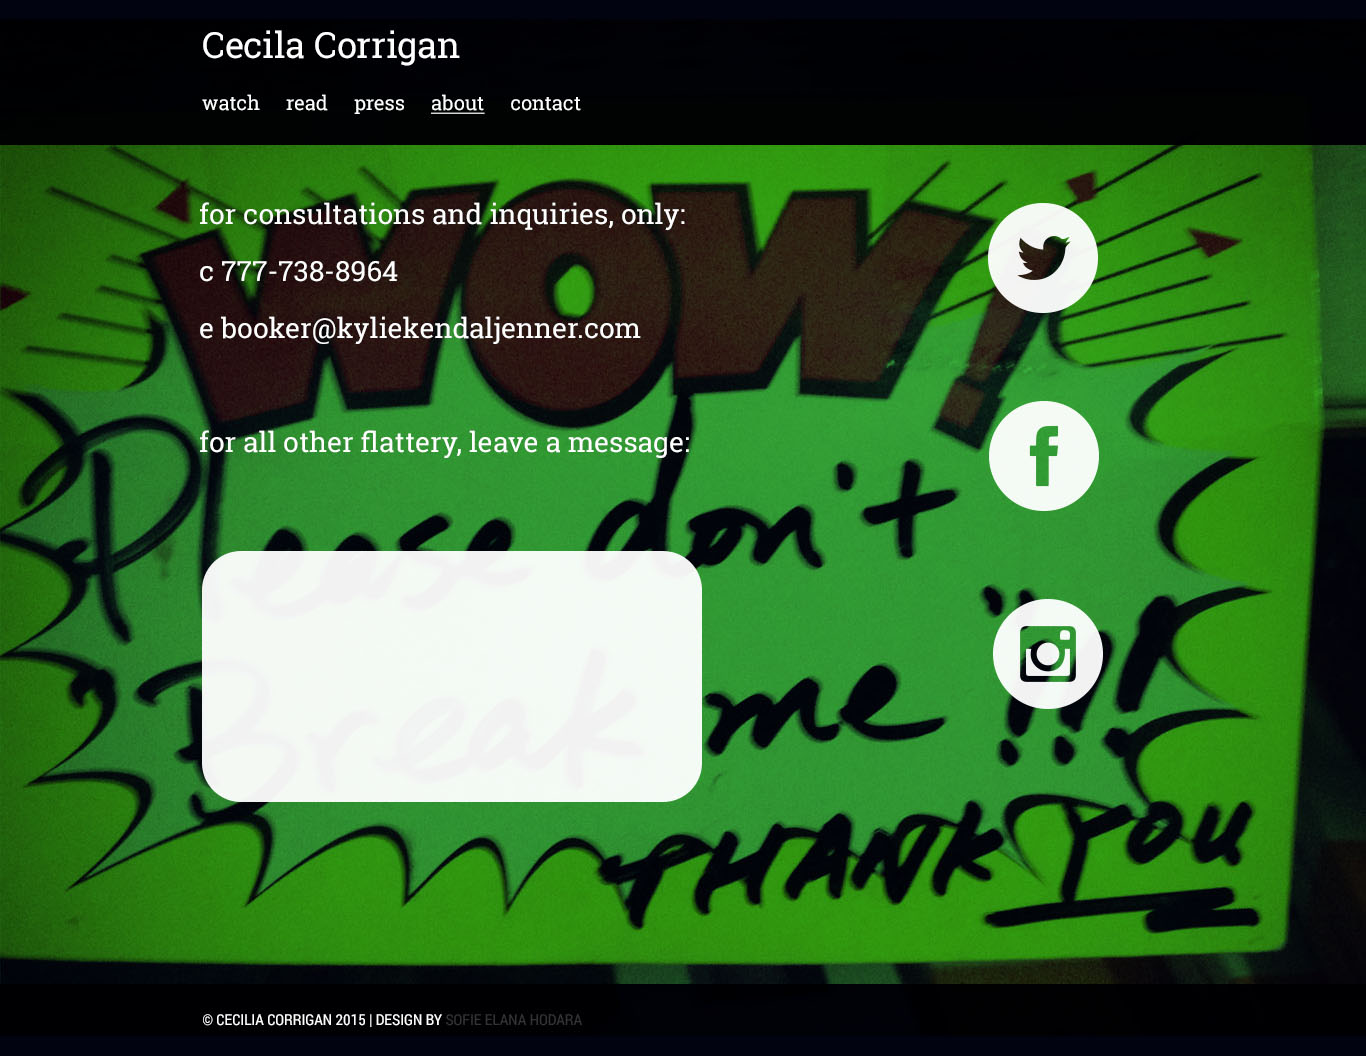 Cecila Corrigan
watch read press about contact
WOW!
for consultations and inquiries, only:
c 777-738-8964
e booker@kyliekendaljenner.com
for all other flattery, leave a message:
Please don't
Break me !!!
THANK YOU
© CECILIA CORRIGAN 2015 | DESIGN BY SOFIE ELANA HODARA